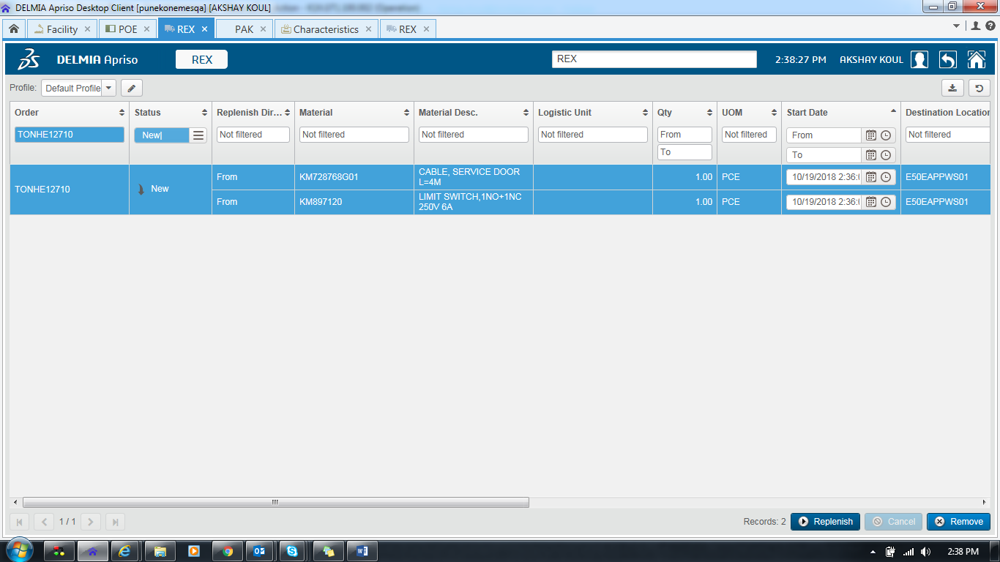 DELMIA Apriso Desktop Client [punekonemesqa] [AKSHAY KOUL]
Facility POE REX PAK Characteristics REX
DELMIA Apriso REX REX 2:38:27 PM AKSHAY KOUL
Profile: Default Profile
Order Status Replenish Dir... Material Material Desc. Logistic Unit Qty UOM Start Date Destination Location
TONHE12710 New Not filtered Not filtered Not filtered Not filtered From Not filtered From Not filtered
To To
TONHE12710 New From KM728768G01 CABLE, SERVICE DOOR L=4M 1.00 PCE 10/19/2018 2:36:0 E50EAPPWS01
From KM897120 LIMIT SWITCH,1NO+1NC 250V 6A 1.00 PCE 10/19/2018 2:36:0 E50EAPPWS01
1 / 1 Records: 2 Replenish Cancel Remove
2:38 PM